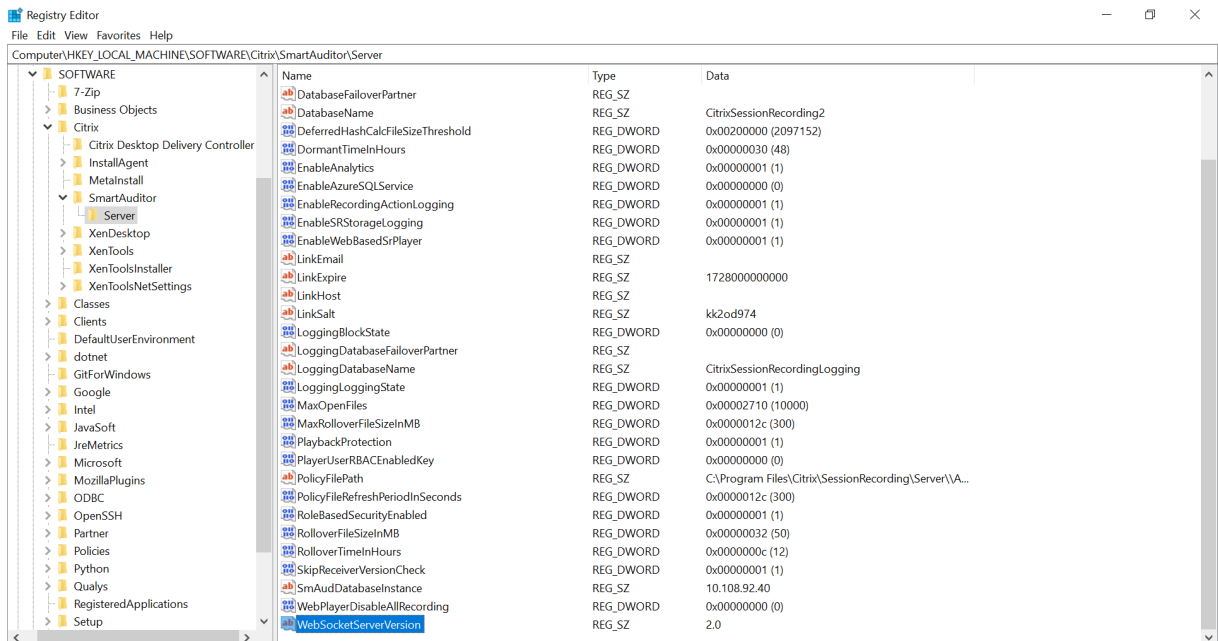 Registry Editor
File Edit View Favorites Help
Computer\HKEY_LOCAL_MACHINE\SOFTWARE\Citrix\SmartAuditor\Server
SOFTWARE
7-Zip
Business Objects
Citrix
Citrix Desktop Delivery Controller
InstallAgent
MetaInstall
SmartAuditor
Server
XenDesktop
XenTools
XenToolsInstaller
XenToolsNetSettings
Classes
Clients
DefaultUserEnvironment
dotnet
GitForWindows
Google
Intel
JavaSoft
JreMetrics
Microsoft
MozillaPlugins
ODBC
OpenSSH
Partner
Policies
Python
Qualys
RegisteredApplications
Setup
Name Type Data
DatabaseFailoverPartner REG_SZ
DatabaseName REG_SZ CitrixSessionRecording2
DeferredHashCalcFileSizeThreshold REG_DWORD 0x00200000 (2097152)
DormantTimeInHours REG_DWORD 0x00000030 (48)
EnableAnalytics REG_DWORD 0x00000001 (1)
EnableAzureSQLService REG_DWORD 0x00000000 (0)
EnableRecordingActionLogging REG_DWORD 0x00000001 (1)
EnableSRStorageLogging REG_DWORD 0x00000001 (1)
EnableWebBasedSrPlayer REG_DWORD 0x00000001 (1)
LinkEmail REG_SZ
LinkExpire REG_SZ 1728000000000
LinkHost REG_SZ
LinkSalt REG_SZ kk2od974
LoggingBlockState REG_DWORD 0x00000000 (0)
LoggingDatabaseFailoverPartner REG_SZ
LoggingDatabaseName REG_SZ CitrixSessionRecordingLogging
LoggingLoggingState REG_DWORD 0x00000001 (1)
MaxOpenFiles REG_DWORD 0x00002710 (10000)
MaxRolloverFileSizeInMB REG_DWORD 0x0000012c (300)
PlaybackProtection REG_DWORD 0x00000001 (1)
PlayerUserRBACEnabledKey REG_DWORD 0x00000000 (0)
PolicyFilePath REG_SZ C:\Program Files\Citrix\SessionRecording\Server\\A...
PolicyFileRefreshPeriodInSeconds REG_DWORD 0x0000012c (300)
RoleBasedSecurityEnabled REG_DWORD 0x00000001 (1)
RolloverFileSizeInMB REG_DWORD 0x00000032 (50)
RolloverTimeInHours REG_DWORD 0x0000000c (12)
SkipReceiverVersionCheck REG_DWORD 0x00000001 (1)
SmAudDatabaseInstance REG_SZ 10.108.92.40
WebPlayerDisableAllRecording REG_DWORD 0x00000000 (0)
WebSocketServerVersion REG_SZ 2.0